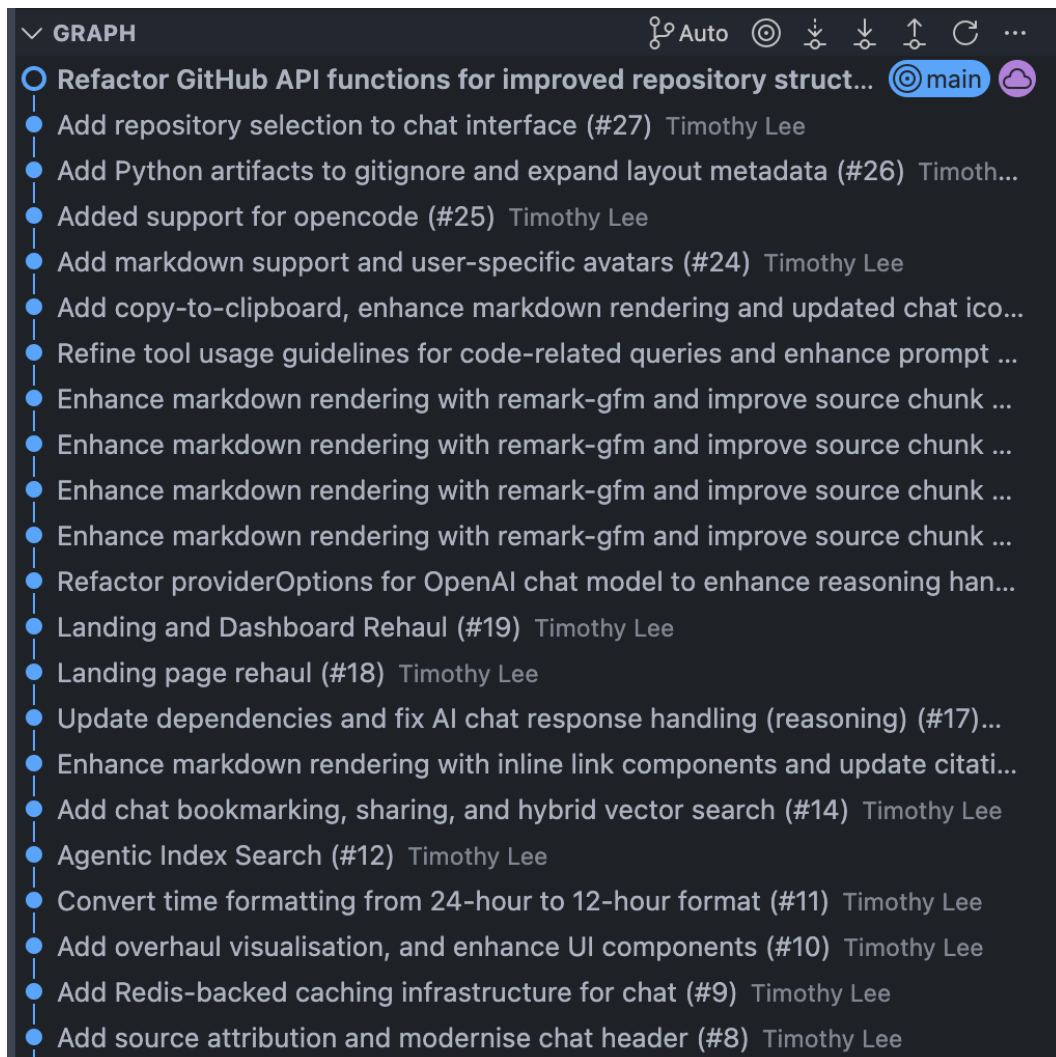 GRAPH Auto ...
Refactor GitHub API functions for improved repository struct... main
Add repository selection to chat interface (#27) Timothy Lee
Add Python artifacts to gitignore and expand layout metadata (#26) Timoth...
Added support for opencode (#25) Timothy Lee
Add markdown support and user-specific avatars (#24) Timothy Lee
Add copy-to-clipboard, enhance markdown rendering and updated chat ico...
Refine tool usage guidelines for code-related queries and enhance prompt ...
Enhance markdown rendering with remark-gfm and improve source chunk ...
Enhance markdown rendering with remark-gfm and improve source chunk ...
Enhance markdown rendering with remark-gfm and improve source chunk ...
Enhance markdown rendering with remark-gfm and improve source chunk ...
Refactor providerOptions for OpenAI chat model to enhance reasoning han...
Landing and Dashboard Rehaul (#19) Timothy Lee
Landing page rehaul (#18) Timothy Lee
Update dependencies and fix AI chat response handling (reasoning) (#17)...
Enhance markdown rendering with inline link components and update citati...
Add chat bookmarking, sharing, and hybrid vector search (#14) Timothy Lee
Agentic Index Search (#12) Timothy Lee
Convert time formatting from 24-hour to 12-hour format (#11) Timothy Lee
Add overhaul visualisation, and enhance UI components (#10) Timothy Lee
Add Redis-backed caching infrastructure for chat (#9) Timothy Lee
Add source attribution and modernise chat header (#8) Timothy Lee